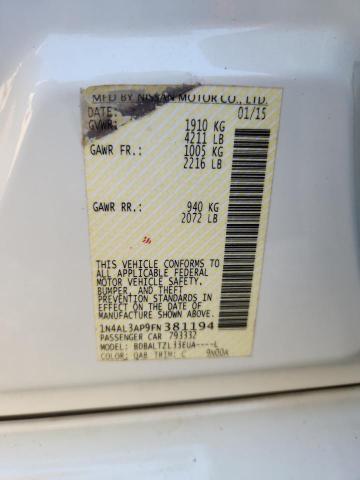 MFD BY NISSAN MOTOR CO., LTD.
DATE: 01/15
GVWR: 1910 KG
4211 LB
GAWR FR.: 1005 KG
2216 LB
GAWR RR.: 940 KG
2072 LB
THIS VEHICLE CONFORMS TO
ALL APPLICABLE FEDERAL
MOTOR VEHICLE SAFETY,
BUMPER, AND THEFT
PREVENTION STANDARDS IN
EFFECT ON THE DATE OF
MANUFACTURE SHOWN ABOVE.
1N4AL3AP9FN 381194
PASSENGER CAR 793332
MODEL: BDBALTZL33EUA----L
COLOR: QAB TRIM: C 9N00A